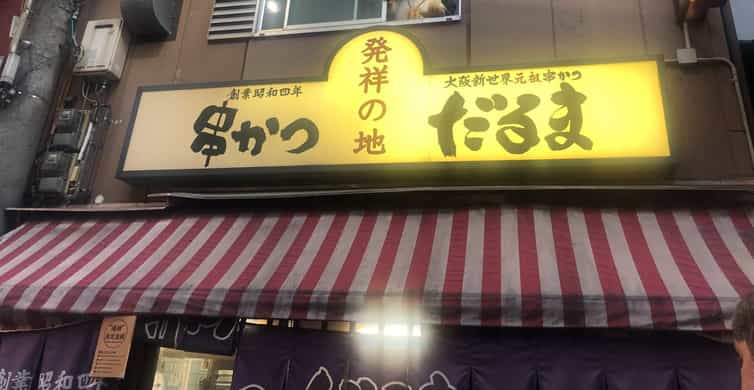 創業昭和四年
串かつ
発祥の地
大阪新世界元祖串かつ
だるま
創業昭和四